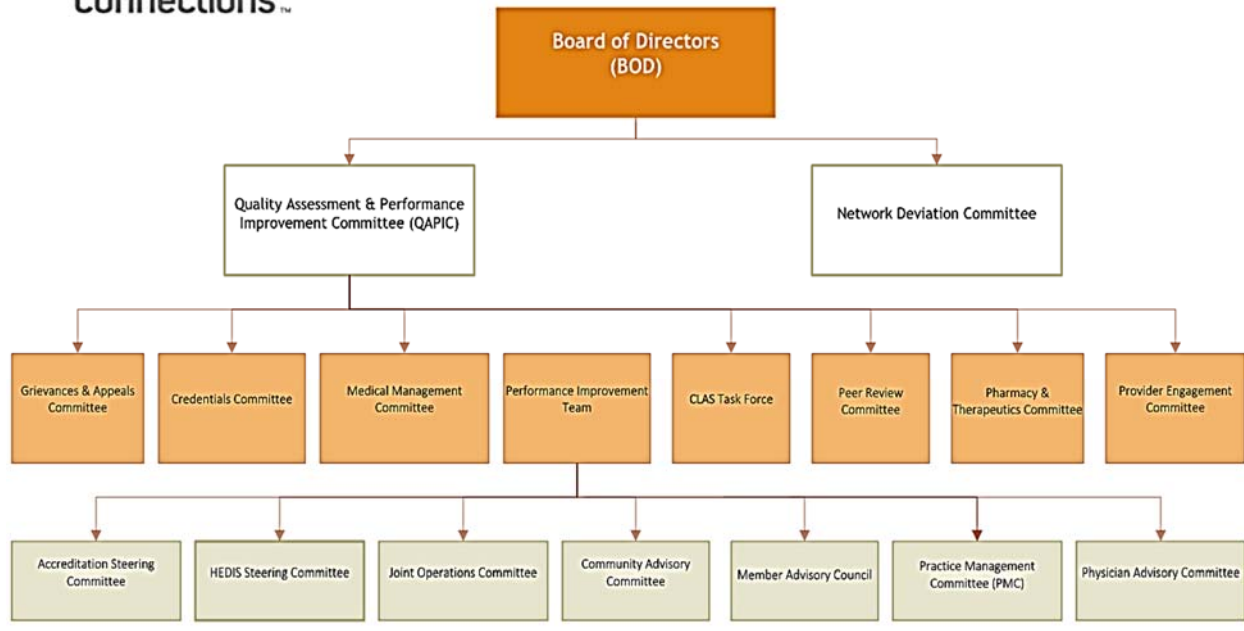 connections™
Board of Directors
(BOD)
Quality Assessment & Performance
Improvement Committee (QAPIC)
Network Deviation Committee
Grievances & Appeals
Committee
Credentials Committee
Medical Management
Committee
Performance Improvement
Team
CLAS Task Force
Peer Review
Committee
Pharmacy &
Therapeutics Committee
Provider Engagement
Committee
Accreditation Steering
Committee
HEDIS Steering Committee
Joint Operations Committee
Community Advisory
Committee
Member Advisory Council
Practice Management
Committee (PMC)
Physician Advisory Committee